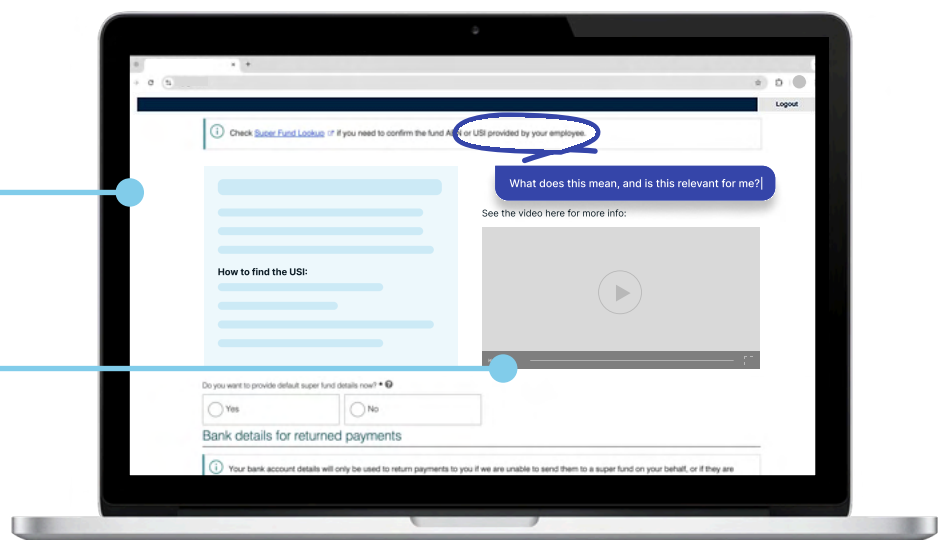 Logout
Check Super Fund Lookup if you need to confirm the fund or USI provided by your employee.
What does this mean, and is this relevant for me?
See the video here for more info:
How to find the USI:
Do you want to provide default super fund details now? *
Yes
No
Bank details for returned payments
Your bank account details will only be used to return payments to you if we are unable to send them to a super fund on your behalf, or if they are